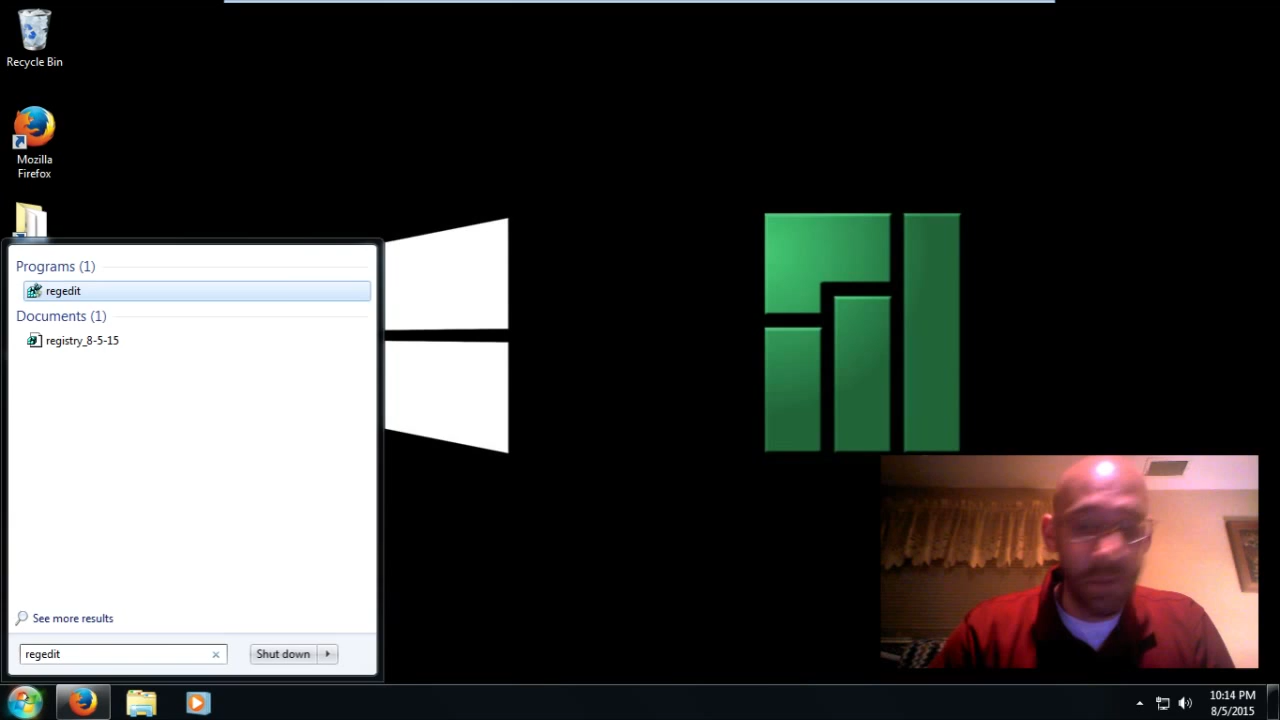 Recycle Bin
Mozilla
Firefox
Programs (1)
regedit
Documents (1)
registry_8-5-15
See more results
regedit
Shut down
10:14 PM
8/5/2015